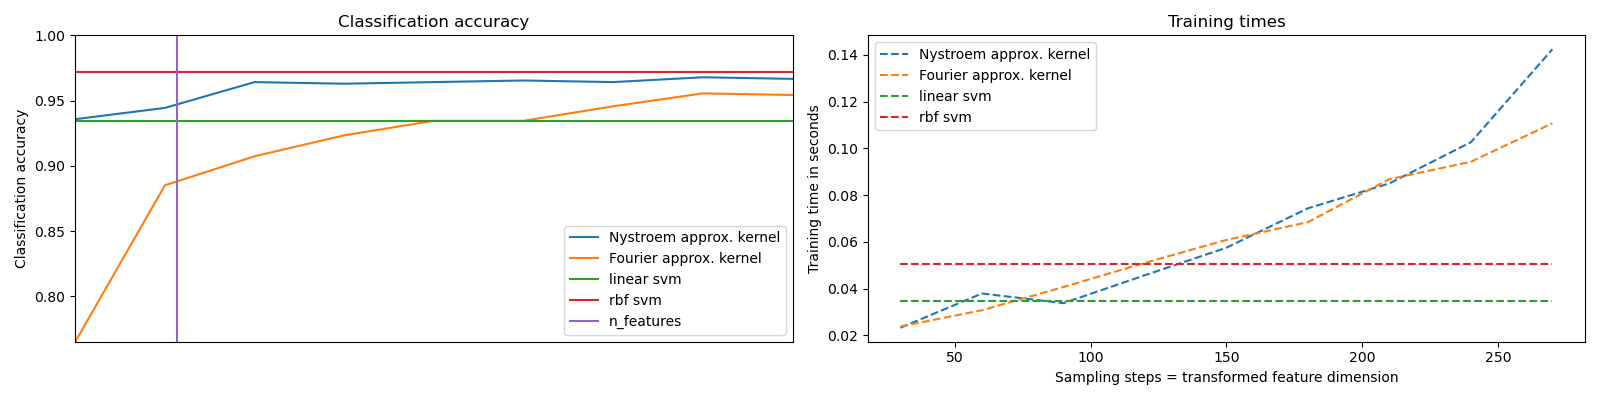 Classification accuracy
Classification accuracy
1.00
0.95
0.90
0.85
0.80
Nystroem approx. kernel
Fourier approx. kernel
linear svm
rbf svm
n_features
Training times
Training time in seconds
0.14
0.12
0.10
0.08
0.06
0.04
0.02
Nystroem approx. kernel
Fourier approx. kernel
linear svm
rbf svm
50 100 150 200 250
Sampling steps = transformed feature dimension